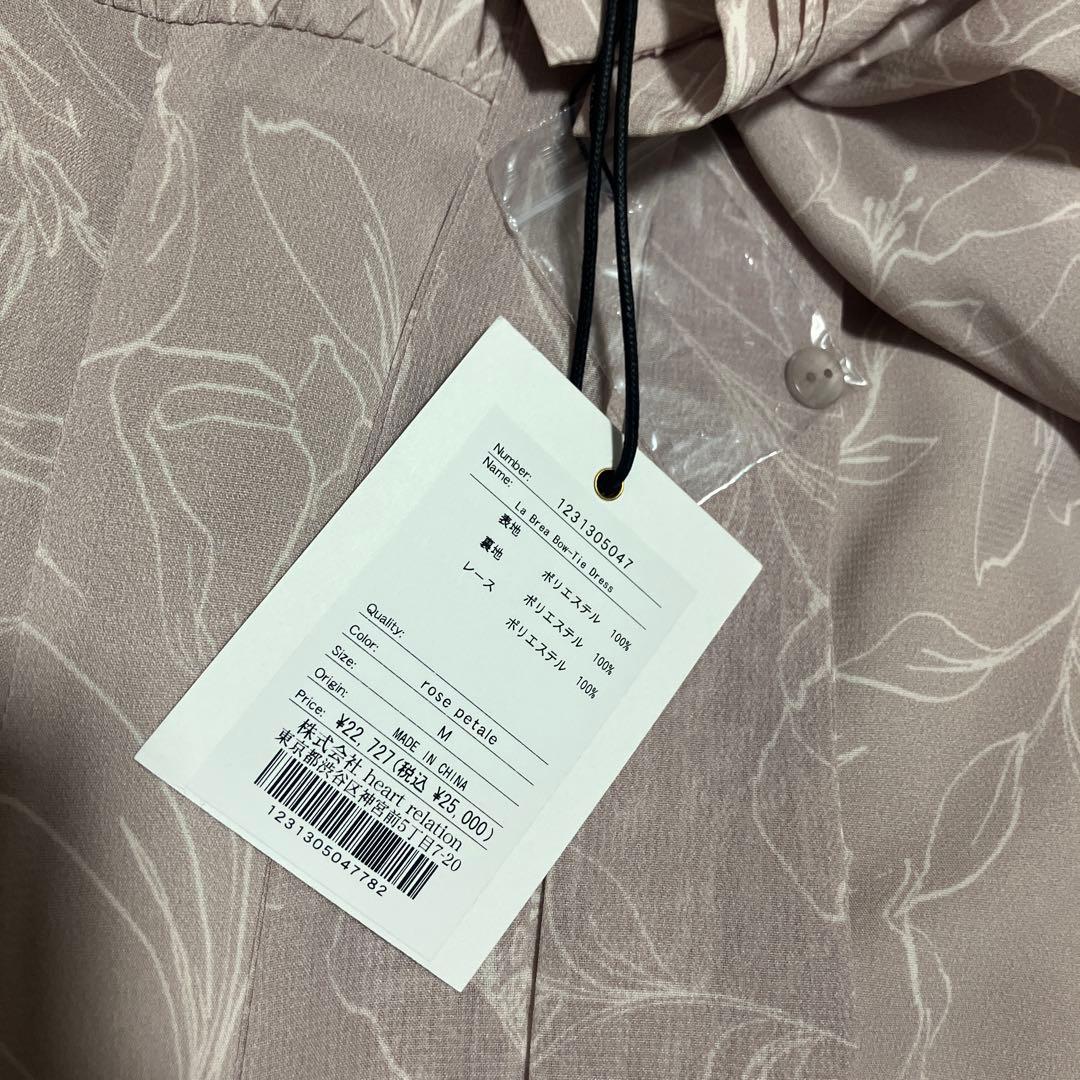 Number: 1231305047
Name: La Brea Bow-Tie Dress
表地 ポリエステル 100%
裏地 ポリエステル 100%
レース ポリエステル 100%
Quality:
Color: rose petale
Size: M
Origin: MADE IN CHINA
Price: ¥22,727(税込 ¥25,000)
株式会社 heart relation
東京都渋谷区神宮前5丁目7-20
1231305047782